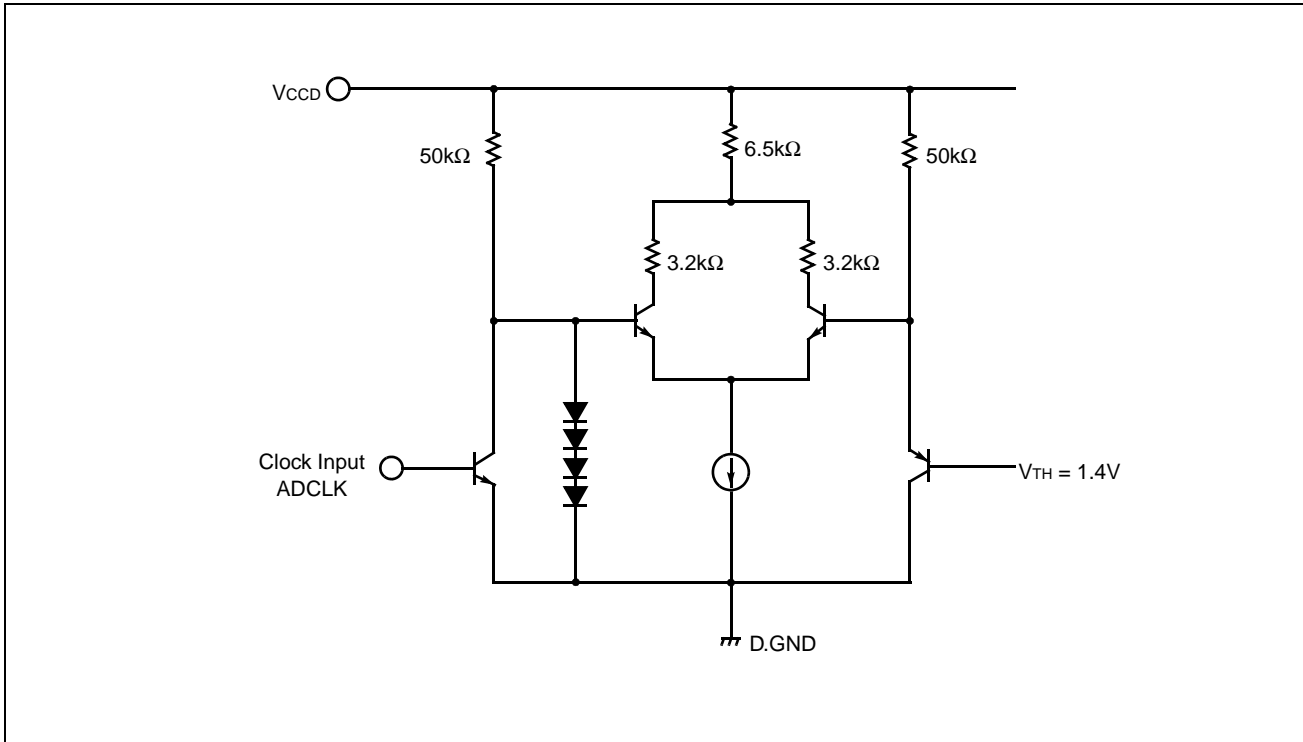 VCCD
50kΩ
6.5kΩ
50kΩ
3.2kΩ
3.2kΩ
Clock Input
ADCLK
VTH = 1.4V
D.GND